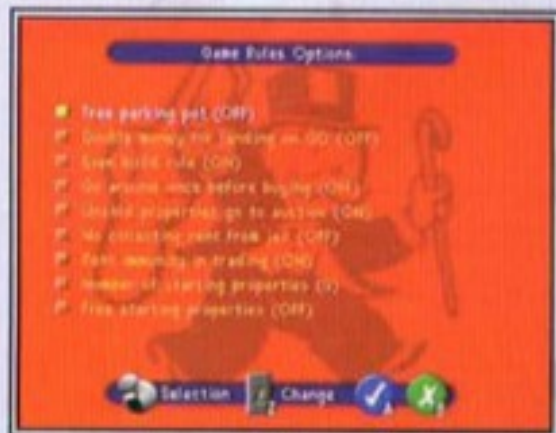 Game Rules Options
Free parking pot (OFF)
Double money for landing on GO (OFF)
Even build rule (ON)
Go around once before buying (OFF)
Unsold properties go to auction (ON)
No collecting rent from jail (OFF)
Rent immunity in trading (ON)
Number of starting properties (0)
Free starting properties (OFF)
Selection Z Change A B